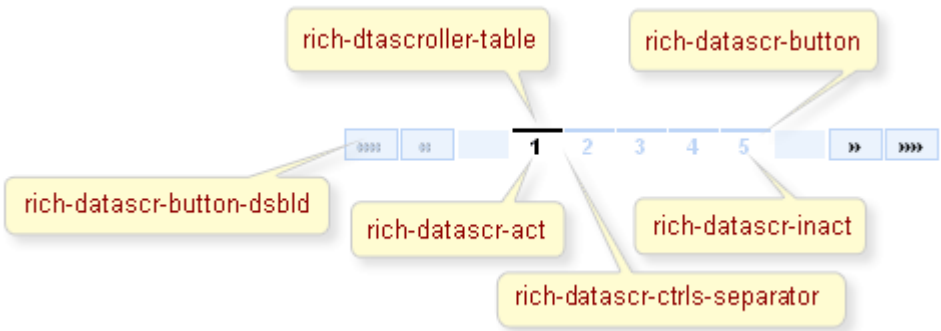 rich-dtascroller-table
rich-datascr-button
«« « 1 2 3 4 5 » »»
rich-datascr-button-dsbld
rich-datascr-act
rich-datascr-inact
rich-datascr-ctrls-separator